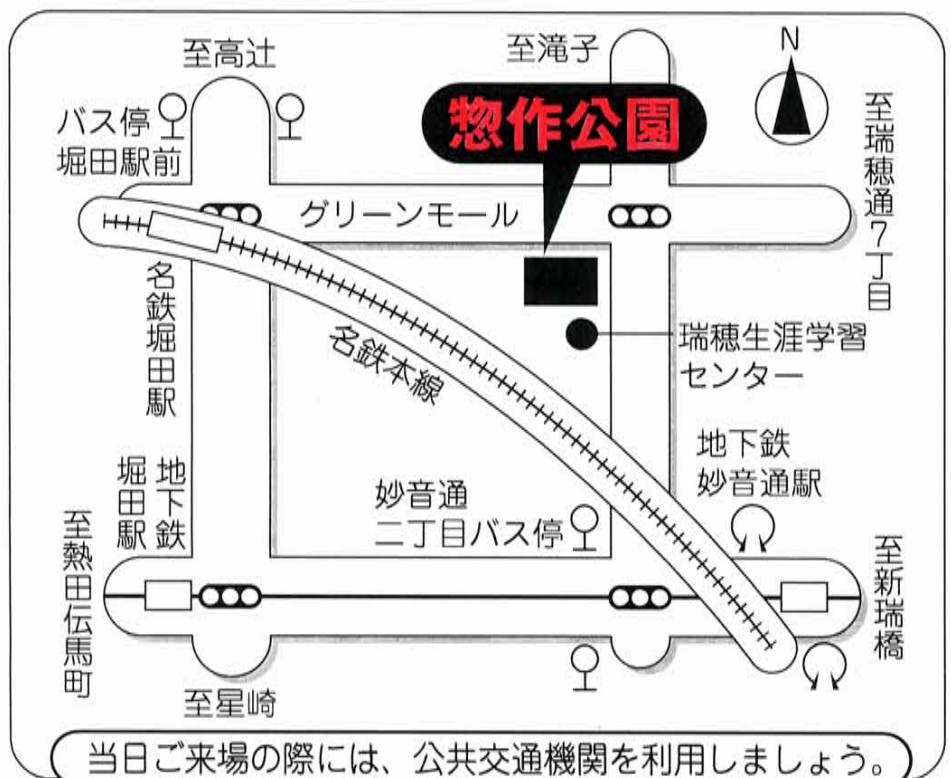 至高辻
至滝子
N
惣作公園
バス停
堀田駅前
至瑞穂通7丁目
グリーンモール
名鉄堀田駅
名鉄本線
瑞穂生涯学習
センター
地下鉄
堀田駅
妙音通
二丁目バス停
地下鉄
妙音通駅
至熱田伝馬町
至新瑞橋
至星崎
当日ご来場の際には、公共交通機関を利用しましょう。